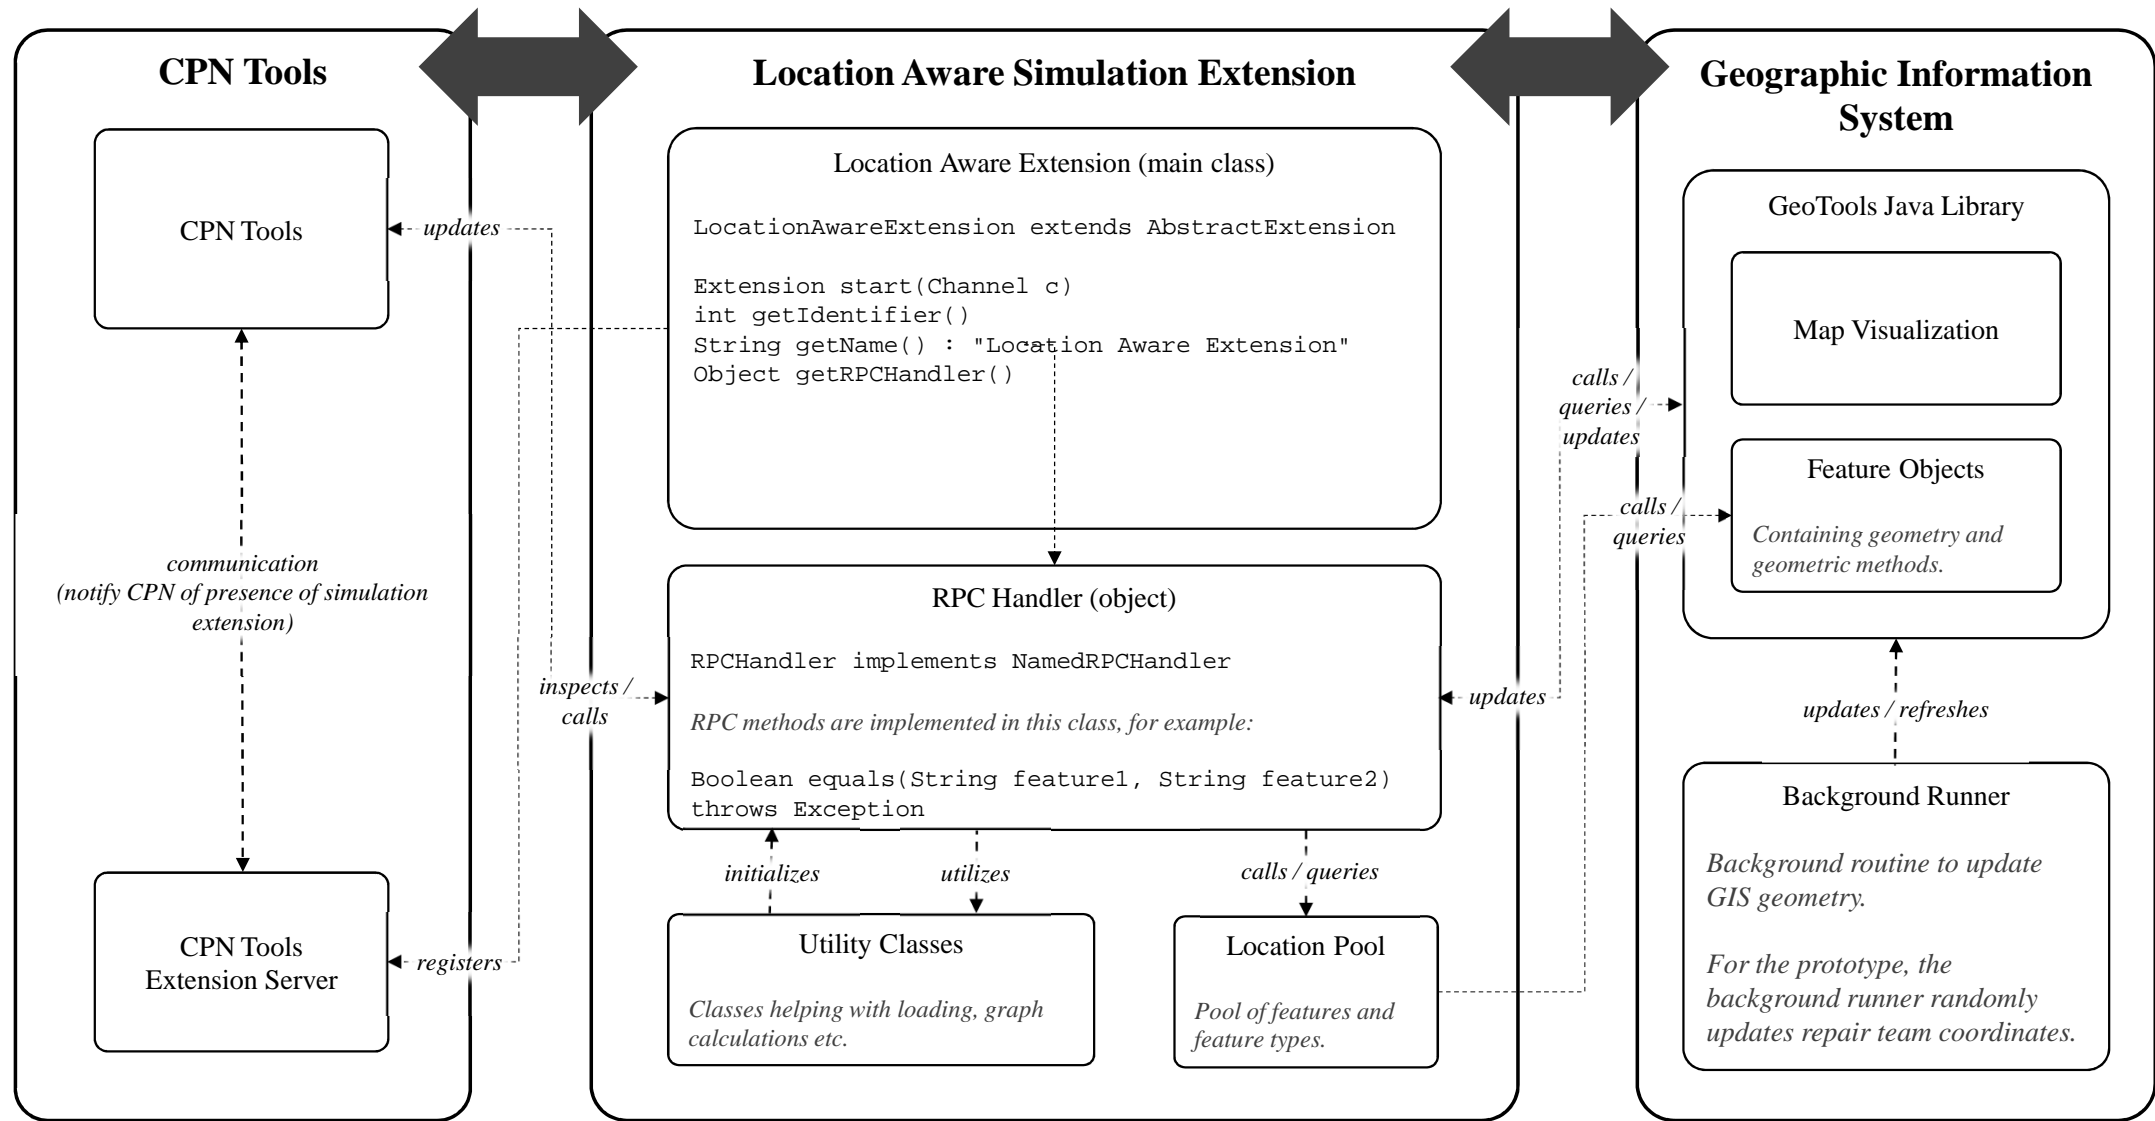 CPN Tools
CPN Tools
updates
communication
(notify CPN of presence of simulation
extension)
CPN Tools
Extension Server
registers
Location Aware Simulation Extension
Location Aware Extension (main class)
LocationAwareExtension extends AbstractExtension
Extension start(Channel c)
int getIdentifier()
String getName() : "Location Aware Extension"
Object getRPCHandler()
inspects /
calls
RPC Handler (object)
RPCHandler implements NamedRPCHandler
RPC methods are implemented in this class, for example:
Boolean equals(String feature1, String feature2)
throws Exception
updates
initializes
utilizes
calls / queries
Utility Classes
Classes helping with loading, graph
calculations etc.
Location Pool
Pool of features and
feature types.
Geographic Information
System
GeoTools Java Library
Map Visualization
calls /
queries /
updates
Feature Objects
Containing geometry and
geometric methods.
calls /
queries
updates / refreshes
Background Runner
Background routine to update
GIS geometry.
For the prototype, the
background runner randomly
updates repair team coordinates.